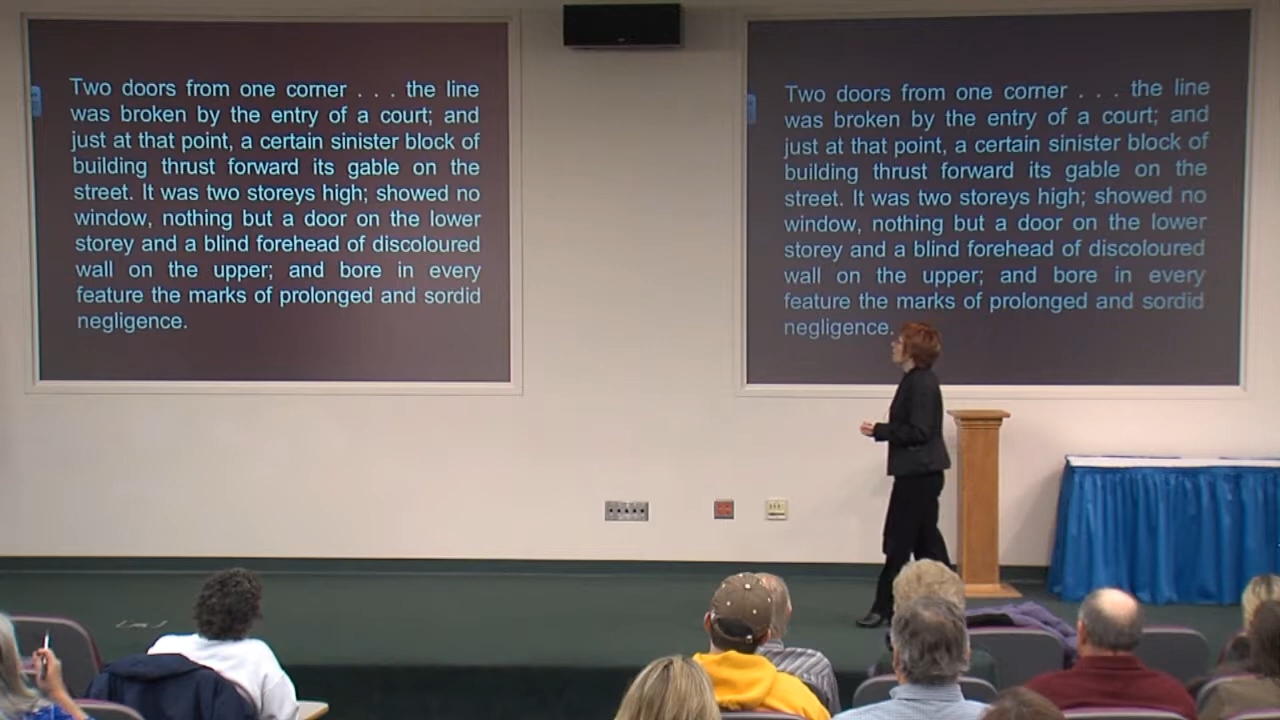 Two doors from one corner . . . the line
was broken by the entry of a court; and
just at that point, a certain sinister block of
building thrust forward its gable on the
street. It was two storeys high; showed no
window, nothing but a door on the lower
storey and a blind forehead of discoloured
wall on the upper; and bore in every
feature the marks of prolonged and sordid
negligence.
Two doors from one corner . . . the line
was broken by the entry of a court; and
just at that point, a certain sinister block of
building thrust forward its gable on the
street. It was two storeys high; showed no
window, nothing but a door on the lower
storey and a blind forehead of discoloured
wall on the upper; and bore in every
feature the marks of prolonged and sordid
negligence.